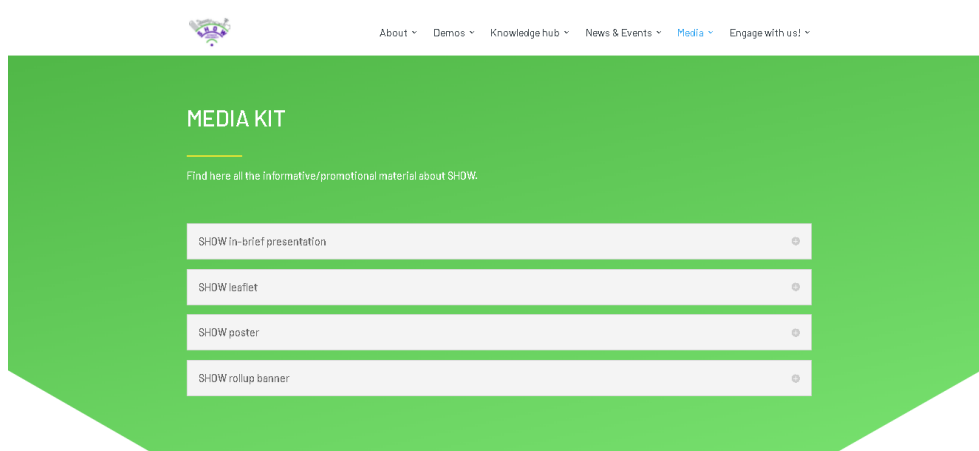 About
Demos
Knowledge hub
News & Events
Media
Engage with us!
MEDIA KIT
Find here all the informative/promotional material about SHOW.
SHOW in-brief presentation
SHOW leaflet
SHOW poster
SHOW rollup banner